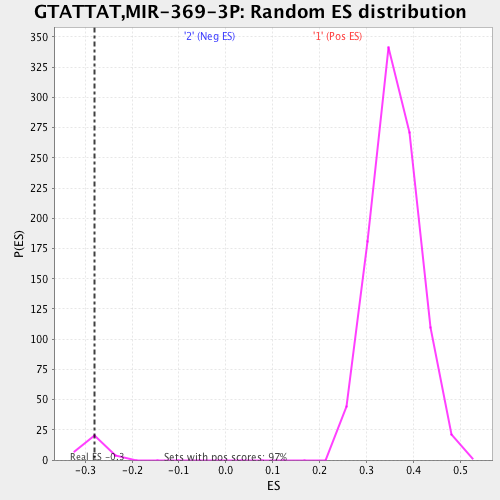 GTATTAT,MIR-369-3P: Random ES distribution
'2' (Neg ES) '1' (Pos ES)
350
325
300
275
250
225
200
175
150
125
100
75
50
25
0
P(ES)
Real ES -0.3 Sets with pos scores: 97%
-0.3 -0.2 -0.1 0.0 0.1 0.2 0.3 0.4 0.5
ES